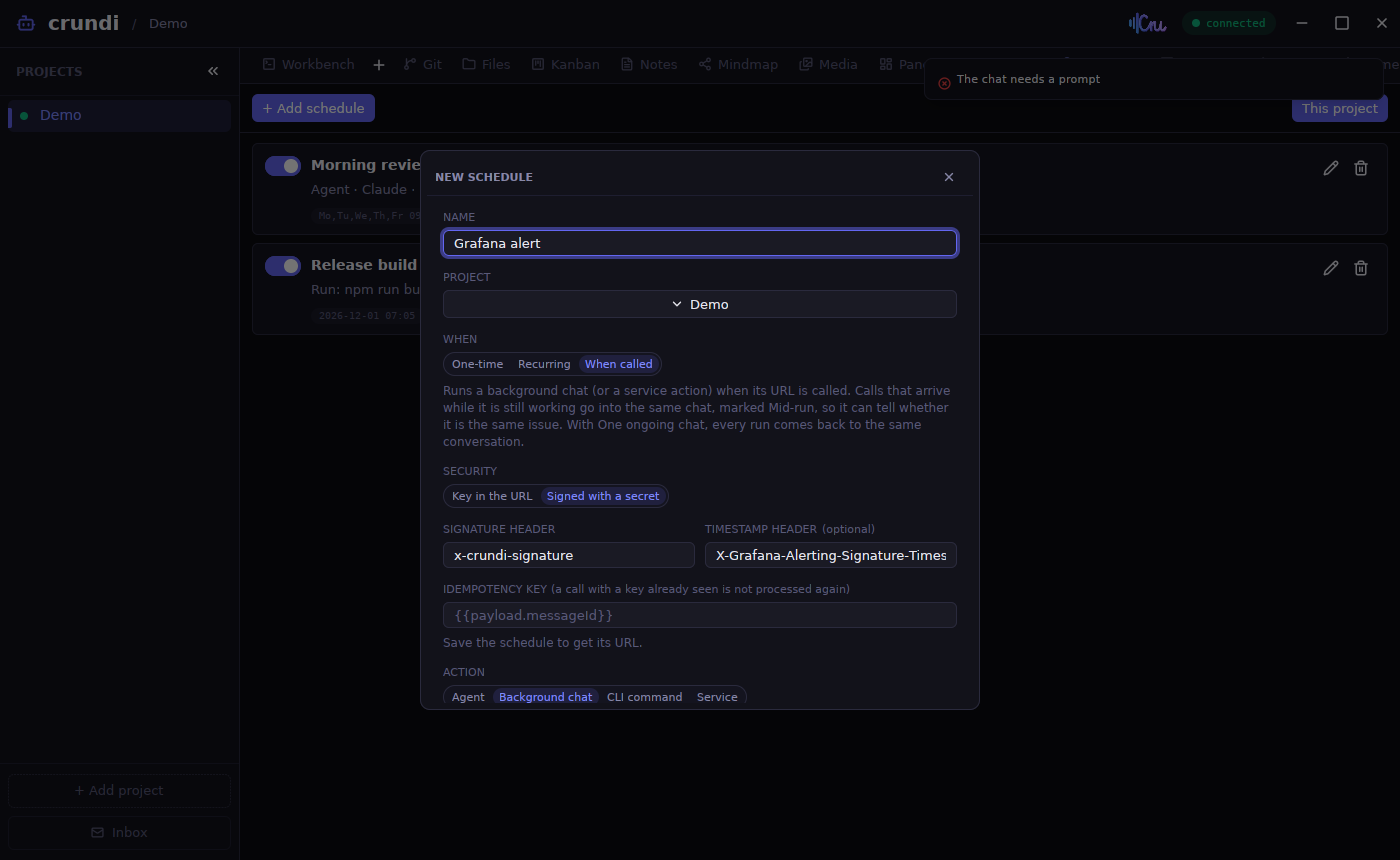 crundi / Demo
Cru
connected
PROJECTS
Workbench
Git
Files
Kanban
Notes
Mindmap
Media
The chat needs a prompt
Demo
+ Add schedule
This project
Morning
Agent · Claude ·
Mo,Tu,We,Th,Fr
Release build
Run: npm run
2026-12-01 07:05
NEW SCHEDULE
NAME
Grafana alert
PROJECT
Demo
WHEN
One-time Recurring When called
Runs a background chat (or a service action) when its URL is called. Calls that arrive
while it is still working go into the same chat, marked Mid-run, so it can tell whether
it is the same issue. With One ongoing chat, every run comes back to the same
conversation.
SECURITY
Key in the URL Signed with a secret
SIGNATURE HEADER
TIMESTAMP HEADER (optional)
x-crundi-signature
X-Grafana-Alerting-Signature-Times
IDEMPOTENCY KEY (a call with a key already seen is not processed again)
{{payload.messageId}}
Save the schedule to get its URL.
ACTION
Agent Background chat CLI command Service
+ Add project
Inbox